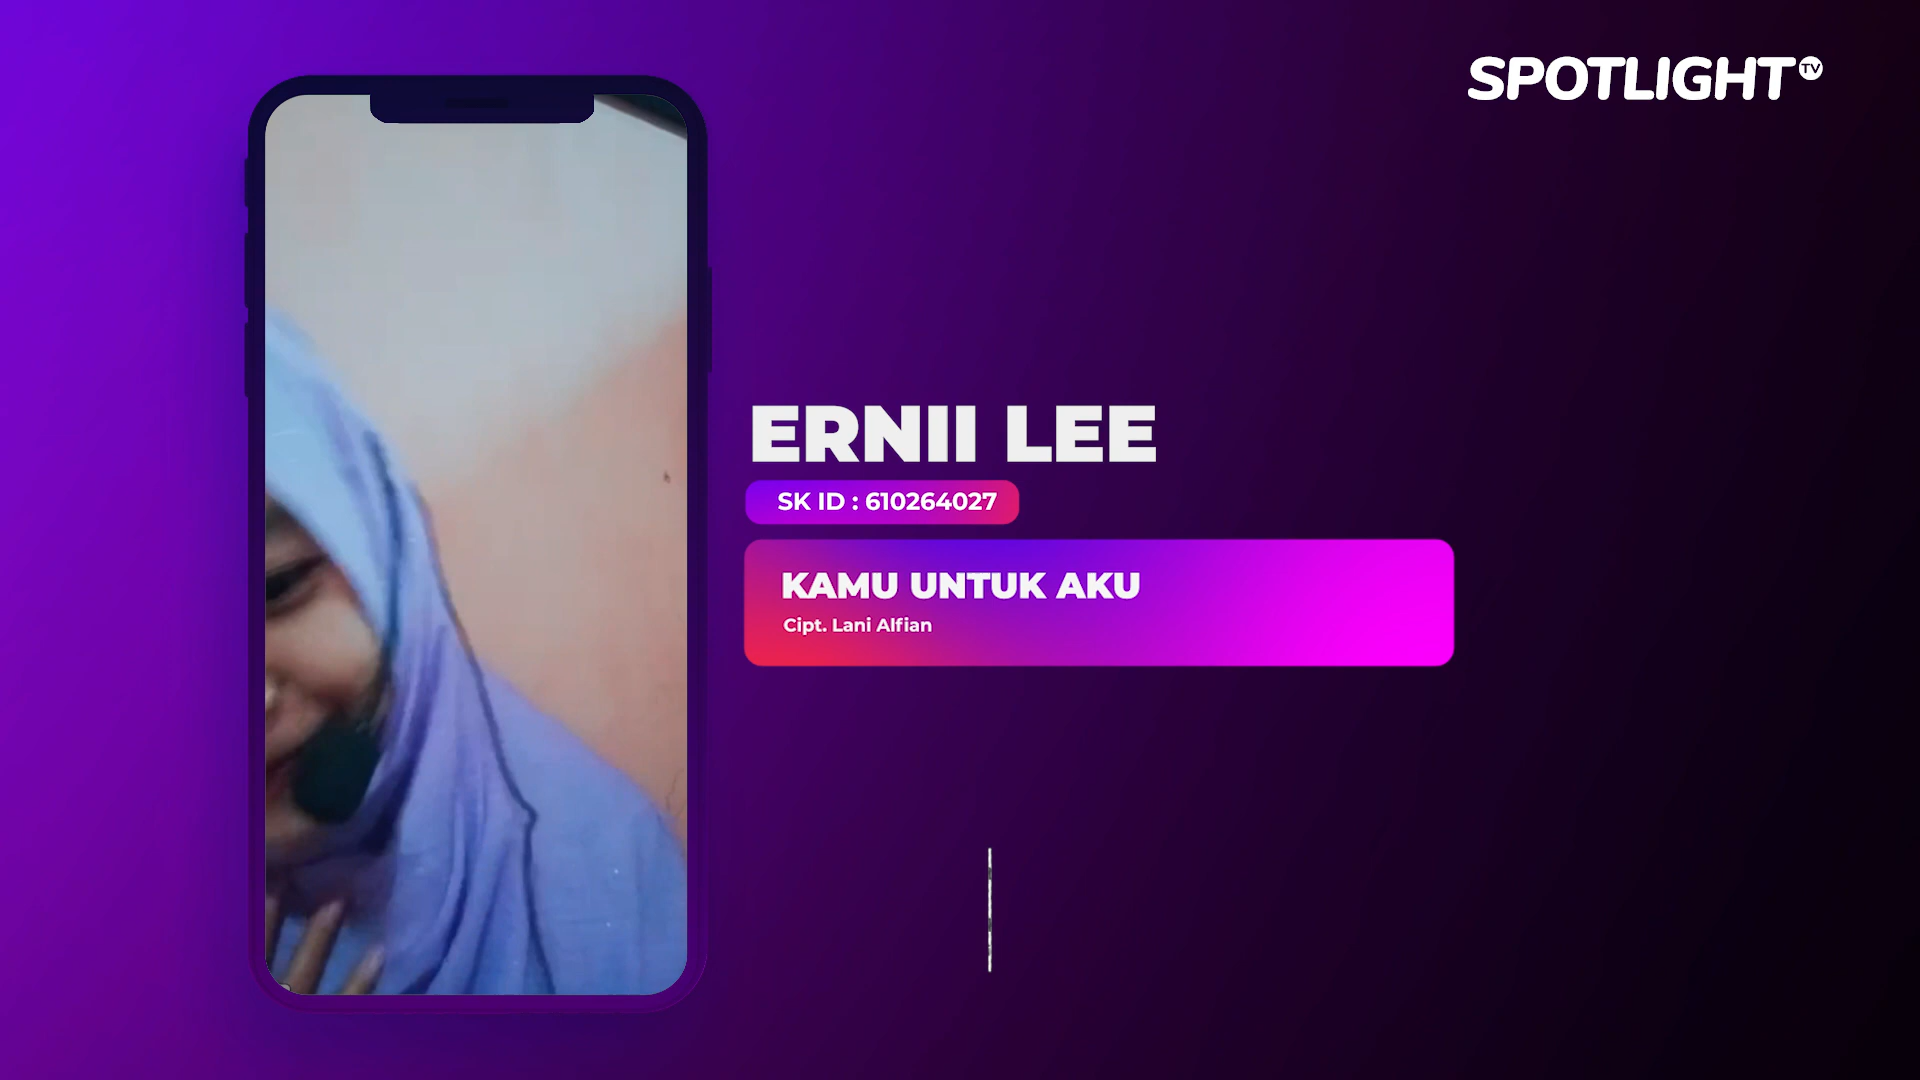 SPOTLIGHT TV
ERNII LEE
SK ID : 610264027
KAMU UNTUK AKU
Cipt. Lani Alfian